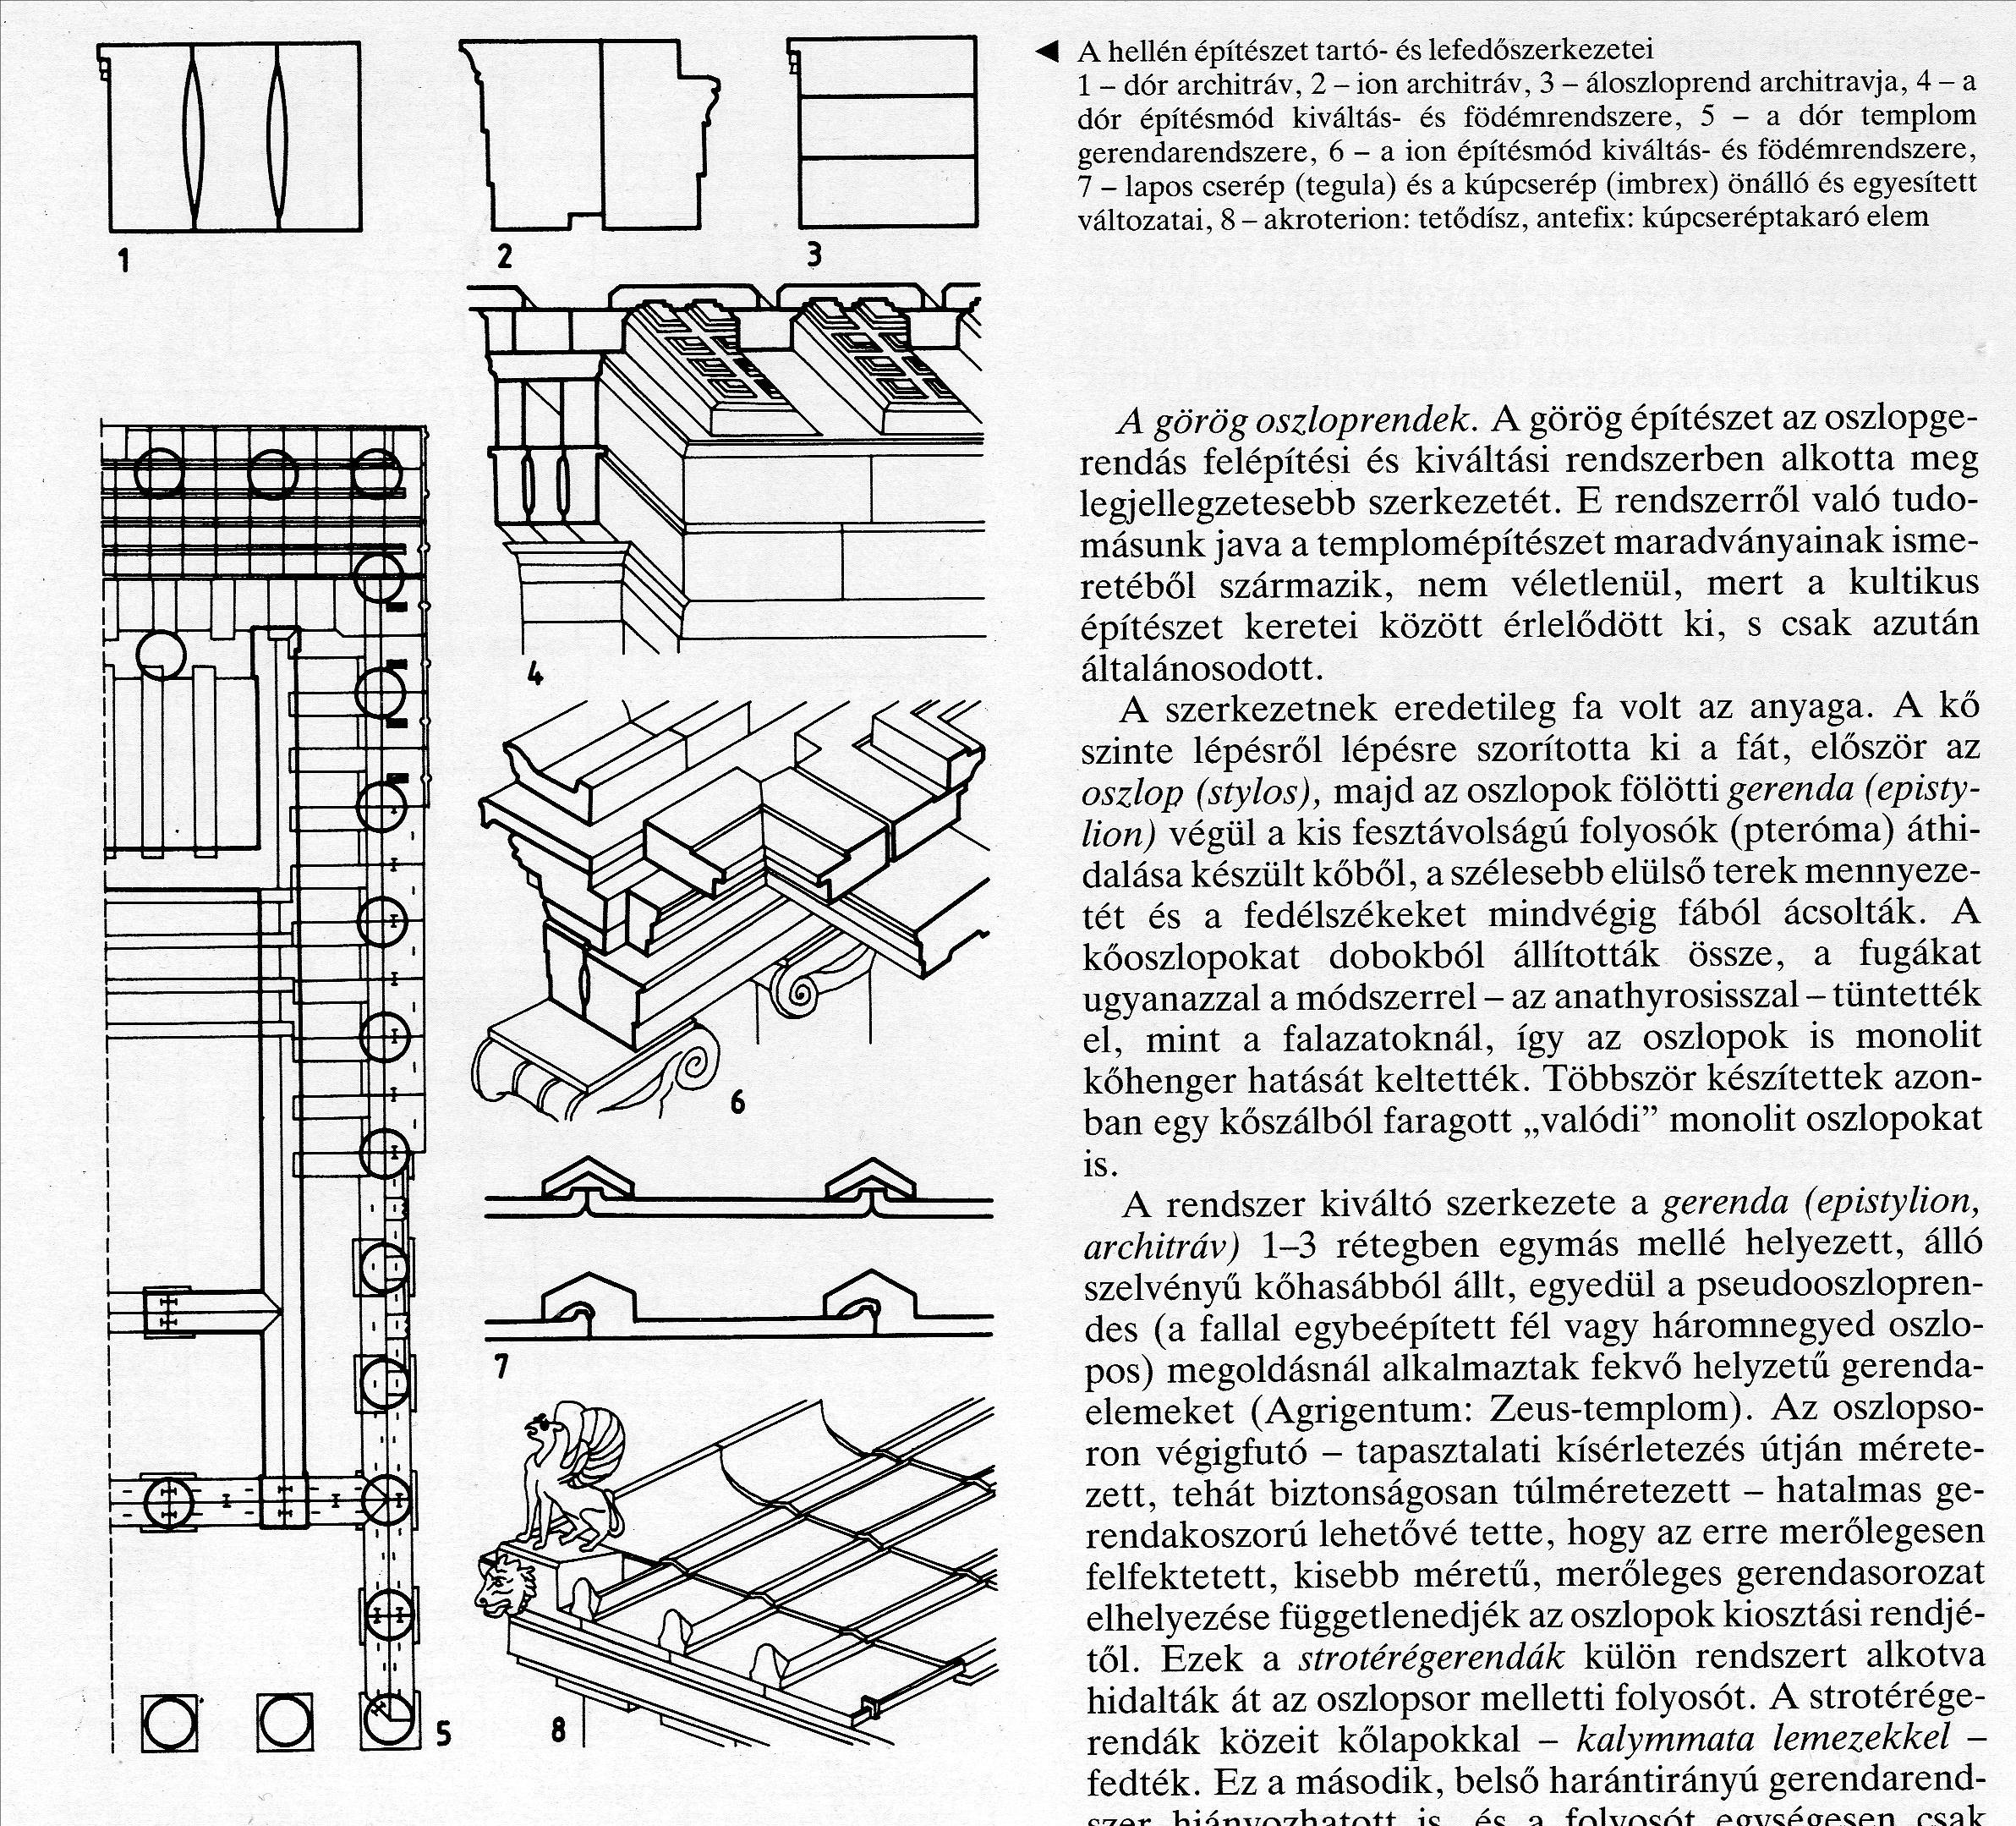 1
2
3
4
5
6
7
8
◀ A hellén építészet tartó- és lefedőszerkezetei
1 – dór architráv, 2 – ion architráv, 3 – áloszloprend architravja, 4 – a
dór építésmód kiváltás- és födémrendszere, 5 – a dór templom
gerendarendszere, 6 – a ion építésmód kiváltás- és födémrendszere,
7 – lapos cserép (tegula) és a kúpcserép (imbrex) önálló és egyesített
változatai, 8 – akroterion: tetődísz, antefix: kúpcseréptakaró elem
A görög oszloprendek. A görög építészet az oszlopge-
rendás felépítési és kiváltási rendszerben alkotta meg
legjellegzetesebb szerkezetét. E rendszerről való tudo-
másunk java a templomépítészet maradványainak isme-
retéből származik, nem véletlenül, mert a kultikus
építészet keretei között érlelődött ki, s csak azután
általánosodott.
A szerkezetnek eredetileg fa volt az anyaga. A kő
szinte lépésről lépésre szorította ki a fát, először az
oszlop (stylos), majd az oszlopok fölötti gerenda (episty-
lion) végül a kis fesztávolságú folyosók (pteróma) áthi-
dalása készült kőből, a szélesebb elülső terek mennyeze-
tét és a fedélszékeket mindvégig fából ácsolták. A
kőoszlopokat dobokból állították össze, a fugákat
ugyanazzal a módszerrel – az anathyrosisszal – tüntették
el, mint a falazatoknál, így az oszlopok is monolit
kőhenger hatását keltették. Többször készítettek azon-
ban egy kőszálból faragott „valódi” monolit oszlopokat
is.
A rendszer kiváltó szerkezete a gerenda (epistylion,
architráv) 1–3 rétegben egymás mellé helyezett, álló
szelvényű kőhasábból állt, egyedül a pseudooszlopren-
des (a fallal egybeépített fél vagy háromnegyed oszlo-
pos) megoldásnál alkalmaztak fekvő helyzetű gerenda-
elemeket (Agrigentum: Zeus-templom). Az oszlopso-
ron végigfutó – tapasztalati kísérletezés útján mérete-
zett, tehát biztonságosan túlméretezett – hatalmas ge-
rendakoszorú lehetővé tette, hogy az erre merőlegesen
felfektetett, kisebb méretű, merőleges gerendasorozat
elhelyezése függetlenedjék az oszlopok kiosztási rendjé-
től. Ezek a strotérégerendák külön rendszert alkotva
hidalták át az oszlopsor melletti folyosót. A strotérége-
rendák közeit kőlapokkal – kalymmata lemezekkel –
fedték. Ez a második, belső harántirányú gerendarend-
szer hiányozhatott is, és a folyosót egységesen csak